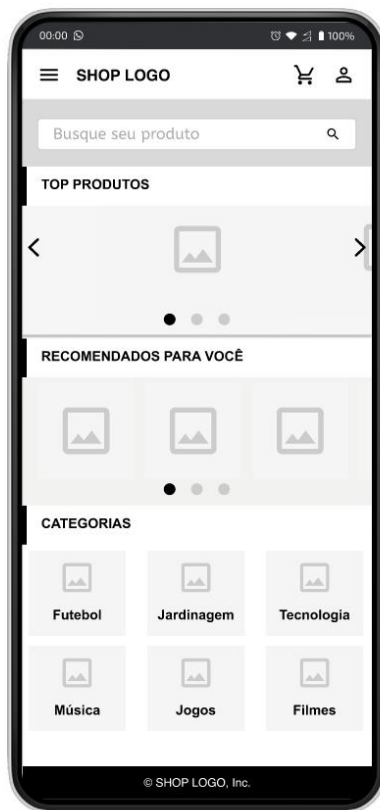 00:00 100%
SHOP LOGO
Busque seu produto
TOP PRODUTOS
RECOMENDADOS PARA VOCÊ
CATEGORIAS
Futebol Jardinagem Tecnologia
Música Jogos Filmes
© SHOP LOGO, Inc.